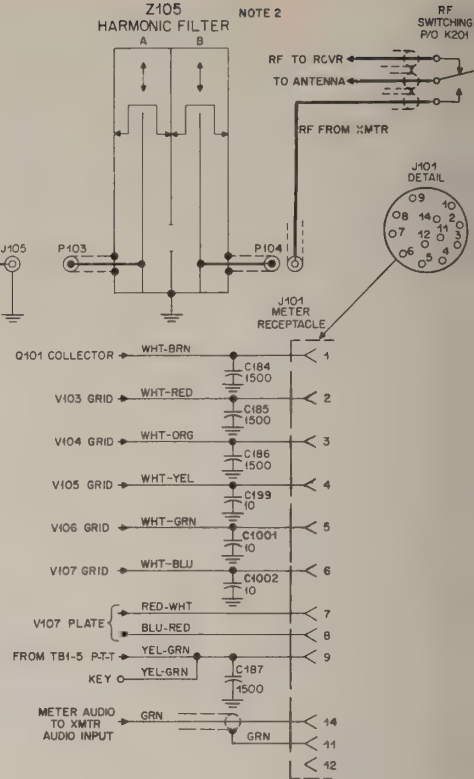 Z105
HARMONIC FILTER
NOTE 2
RF
SWITCHING
P/O K201
A
B
RF TO RCVR
TO ANTENNA
RF FROM XMTR
J101
DETAIL
9
10
8
14
2
7
11
3
12
6
5
4
J105
P103
P104
J101
METER
RECEPTACLE
Q101 COLLECTOR
WHT-BRN
1
C184
1500
V103 GRID
WHT-RED
2
C185
1500
V104 GRID
WHT-ORG
3
C186
1500
V105 GRID
WHT-YEL
4
C199
10
V106 GRID
WHT-GRN
5
C1001
10
V107 GRID
WHT-BLU
6
C1002
10
V107 PLATE
RED-WHT
7
BLU-RED
8
FROM TB1-5 P-T-T
YEL-GRN
9
KEY
YEL-GRN
C187
1500
METER AUDIO
TO XMTR
AUDIO INPUT
GRN
14
GRN
11
12